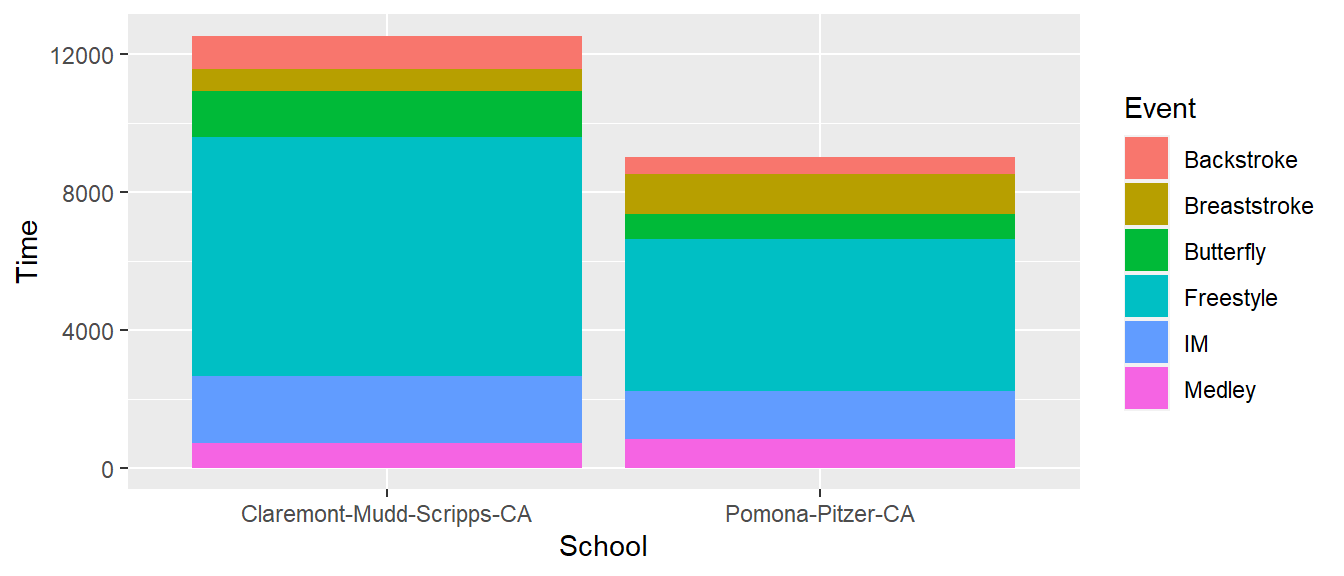 12000
8000
4000
0
Time
Claremont-Mudd-Scripps-CA
Pomona-Pitzer-CA
School
Event
Backstroke
Breaststroke
Butterfly
Freestyle
IM
Medley